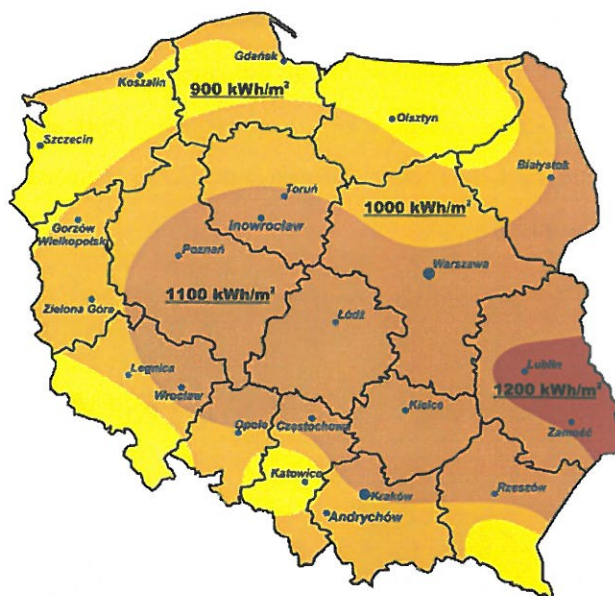 Gdańsk
Koszalin
900 kWh/m²
Olsztyn
Szczecin
Białystok
Toruń
Inowrocław
Gorzów
Wielkopolski
1000 kWh/m²
Poznań
Warszawa
1100 kWh/m²
Zielona Góra
Łódź
Legnica
Lublin
Wrocław
1200 kWh/m²
Kielce
Opole
Częstochowa
Zamość
Katowice
Kraków
Rzeszów
Andrychów